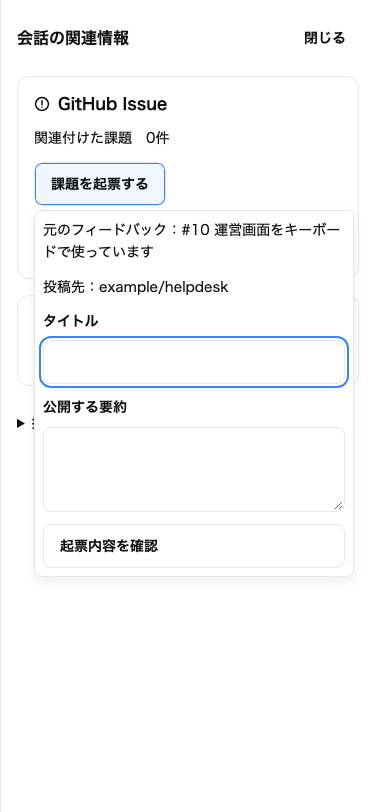 会話の関連情報
閉じる
GitHub Issue
関連付けた課題 0件
課題を起票する
元のフィードバック：#10 運営画面をキーボー
ドで使っています
投稿先：example/helpdesk
タイトル
公開する要約
起票内容を確認